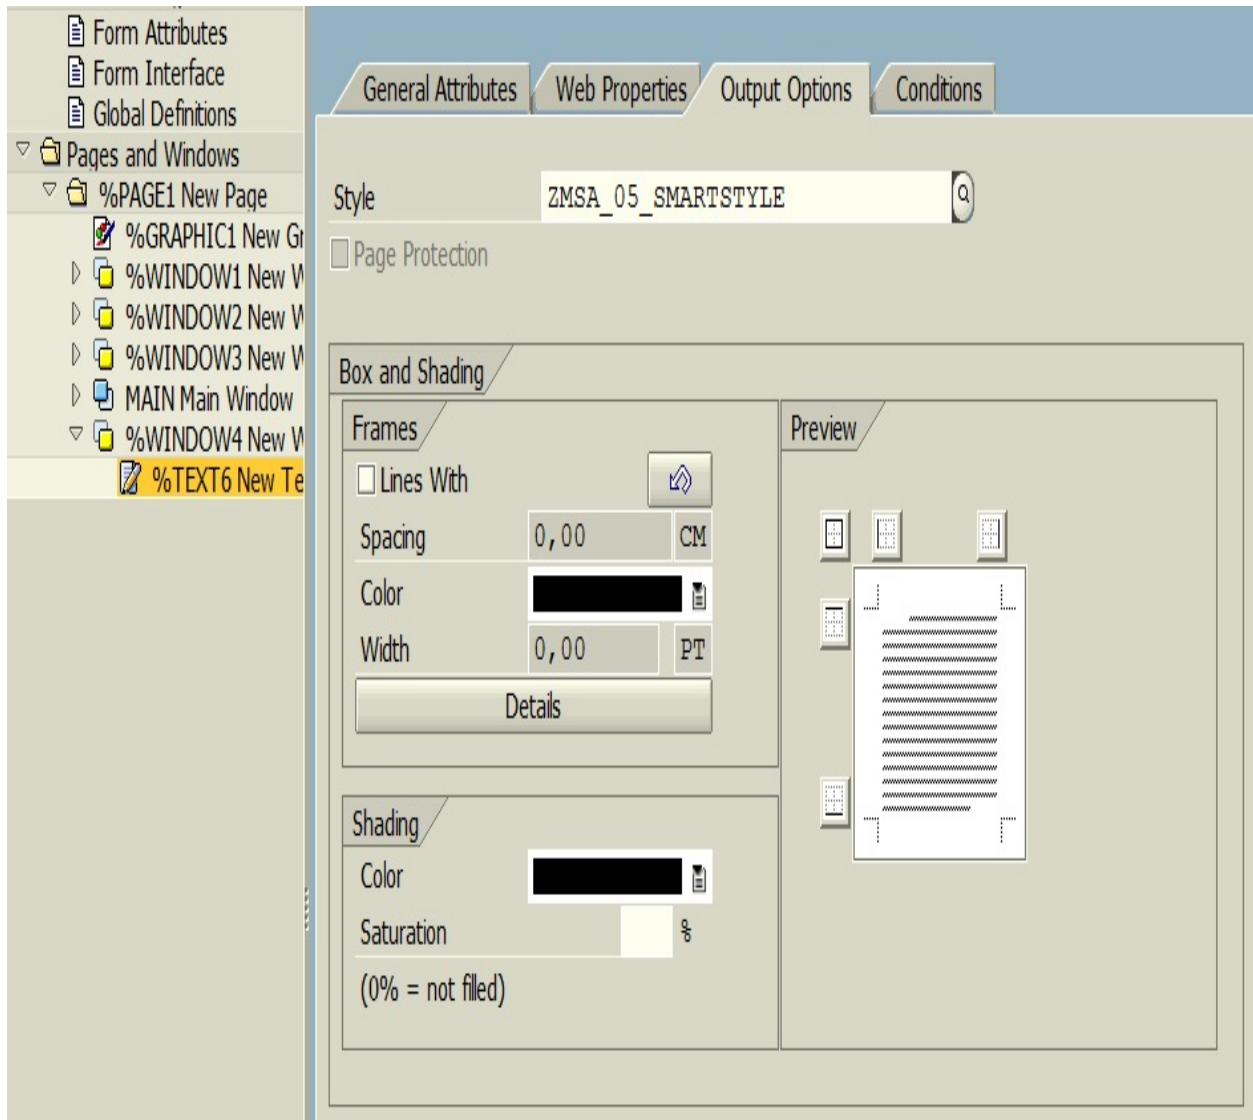 Form Attributes
Form Interface
Global Definitions
Pages and Windows
%PAGE1 New Page
%GRAPHIC1 New Gr
%WINDOW1 New W
%WINDOW2 New W
%WINDOW3 New W
MAIN Main Window
%WINDOW4 New W
%TEXT6 New Te
General Attributes Web Properties Output Options Conditions
Style ZMSA_05_SMARTSTYLE
Page Protection
Box and Shading
Frames
Lines With
Spacing 0,00 CM
Color
Width 0,00 PT
Details
Shading
Color
Saturation %
(0% = not filled)
Preview